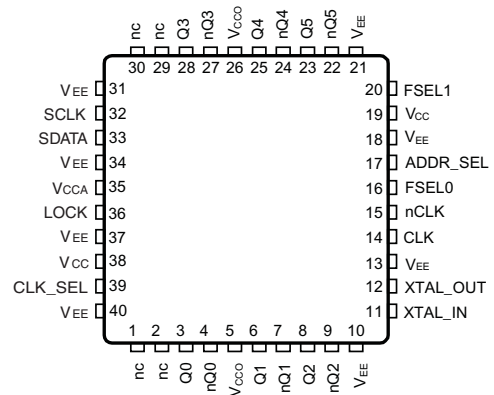 nc nc Q3 nQ3 VCCO Q4 nQ4 Q5 nQ5 VEE
30 29 28 27 26 25 24 23 22 21
VEE 31 20 FSEL1
SCLK 32 19 VCC
SDATA 33 18 VEE
VEE 34 17 ADDR_SEL
VCCA 35 16 FSEL0
LOCK 36 15 nCLK
VEE 37 14 CLK
VCC 38 13 VEE
CLK_SEL 39 12 XTAL_OUT
VEE 40 11 XTAL_IN
1 2 3 4 5 6 7 8 9 10
nc nc Q0 nQ0 VCCO Q1 nQ1 Q2 nQ2 VEE